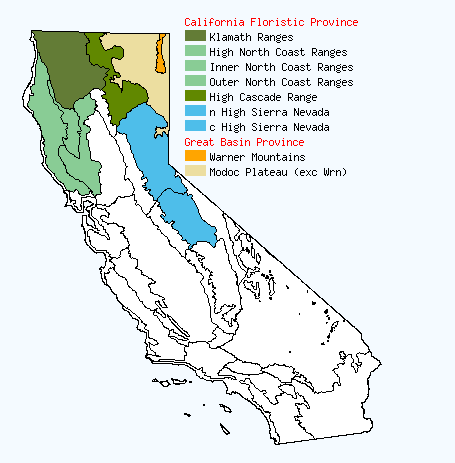 California Floristic Province
Klamath Ranges
High North Coast Ranges
Inner North Coast Ranges
Outer North Coast Ranges
High Cascade Range
n High Sierra Nevada
c High Sierra Nevada
Great Basin Province
Warner Mountains
Modoc Plateau (exc Wrn)